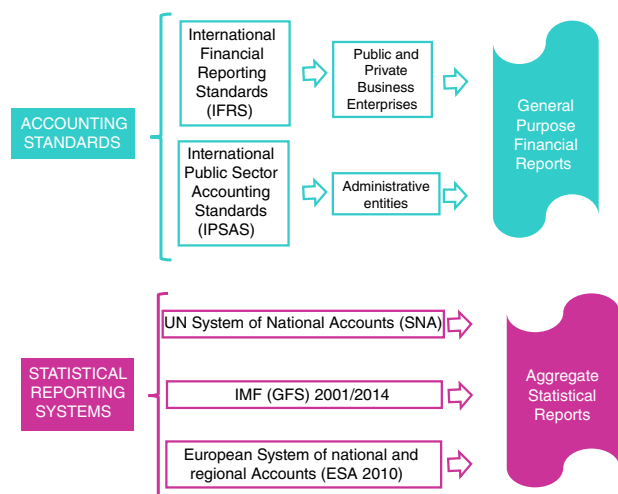 ACCOUNTING
STANDARDS
International
Financial
Reporting
Standards
(IFRS)
Public and
Private
Business
Enterprises
International
Public Sector
Accounting
Standards
(IPSAS)
Administrative
entities
General
Purpose
Financial
Reports
STATISTICAL
REPORTING
SYSTEMS
UN System of National Accounts (SNA)
IMF (GFS) 2001/2014
European System of national and
regional Accounts (ESA 2010)
Aggregate
Statistical
Reports